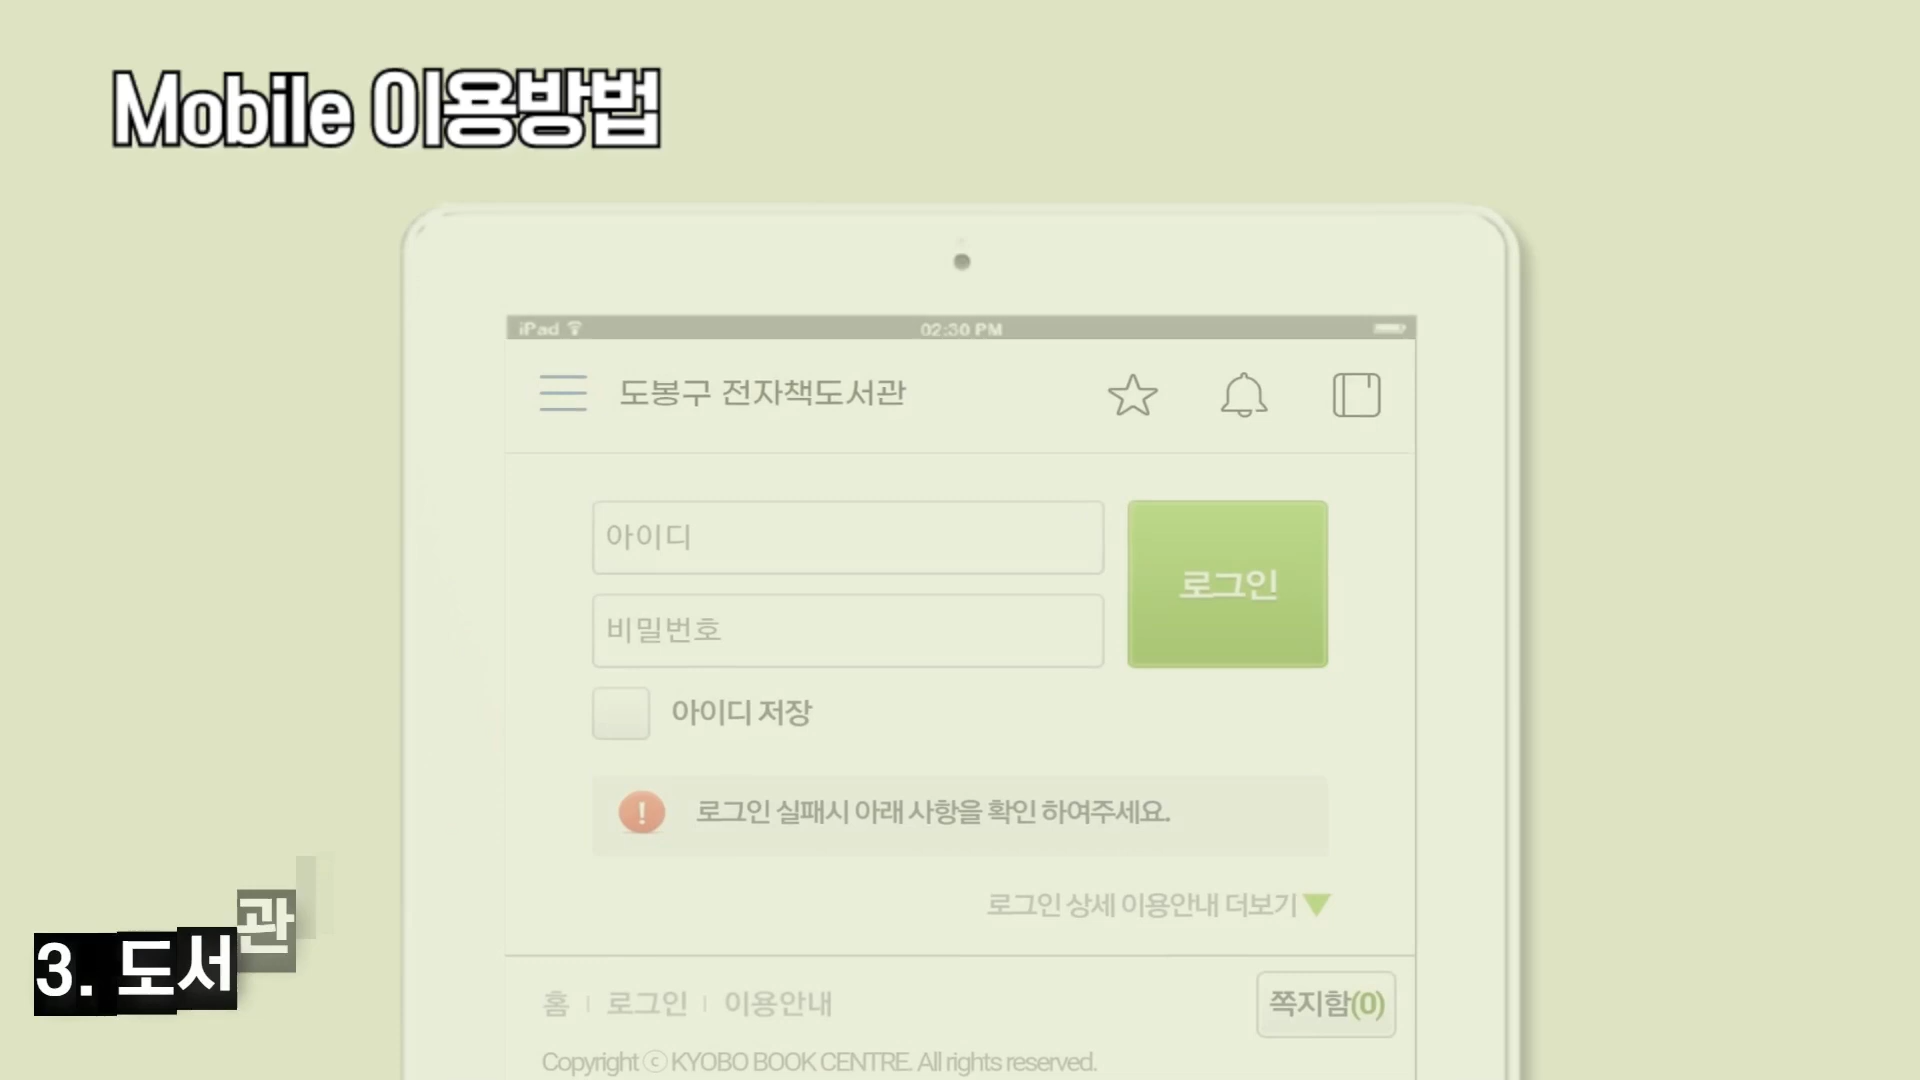 Mobile 이용방법
iPad 02:30 PM
도봉구 전자책도서관
아이디
비밀번호
로그인
아이디 저장
! 로그인 실패시 아래 사항을 확인 하여주세요.
로그인 상세 이용안내 더보기▼
홈 | 로그인 | 이용안내
쪽지함(0)
Copyright ⓒ KYOBO BOOK CENTRE. All rights reserved.
3. 도서관